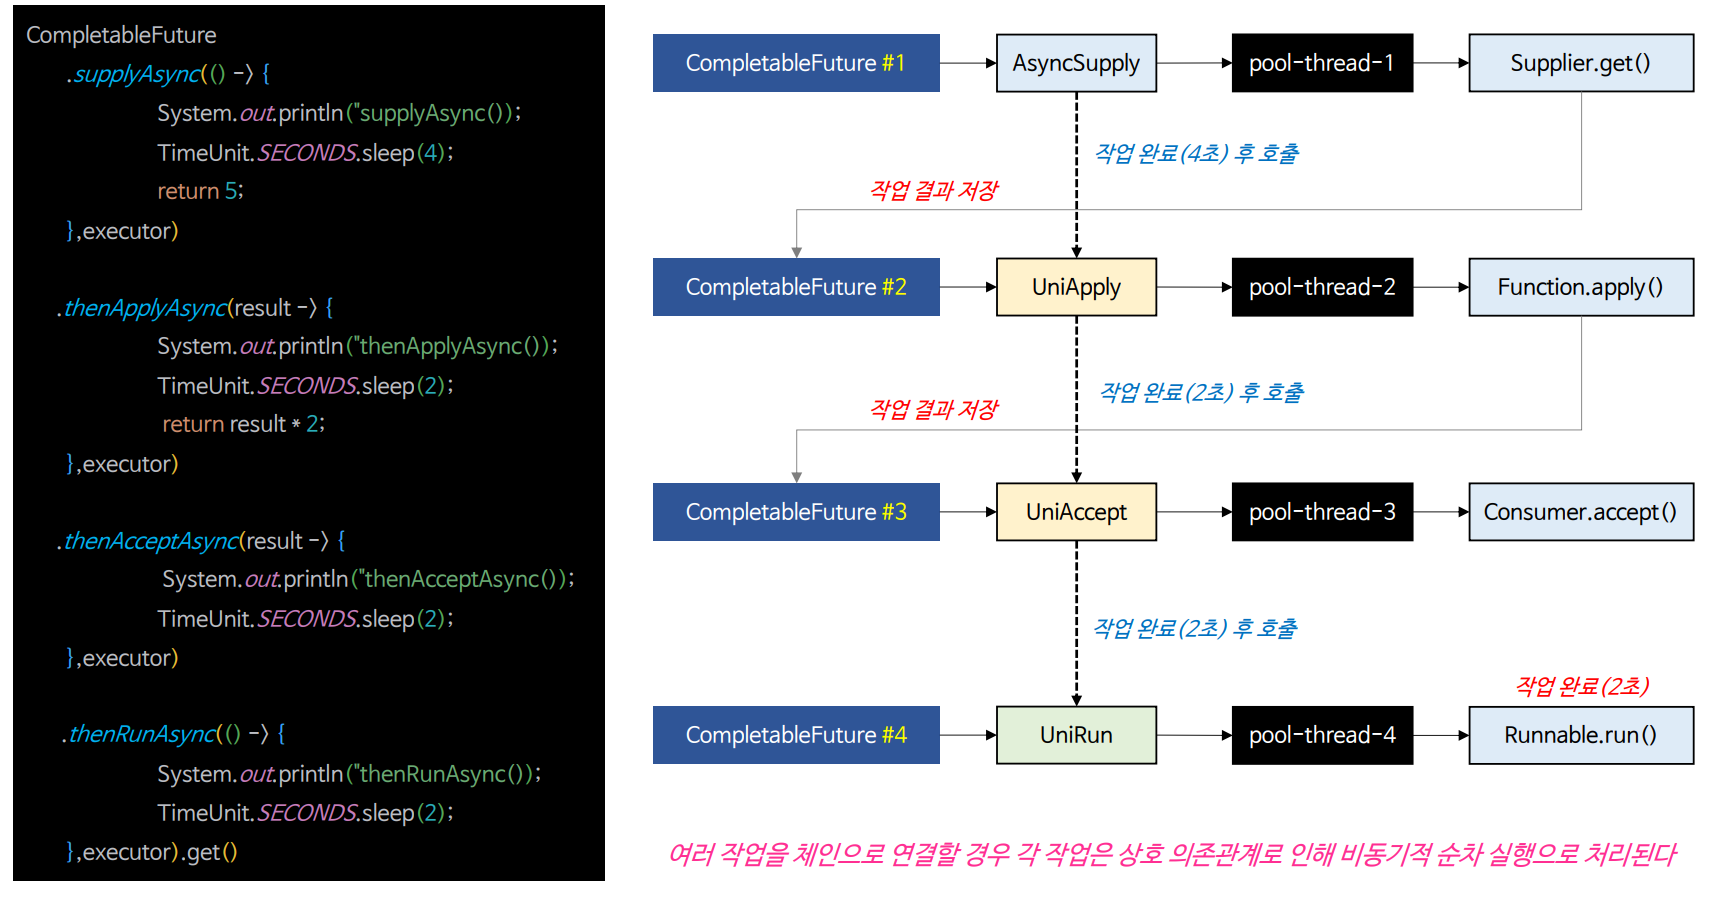 CompletableFuture
.supplyAsync(() -> {
System.out.println("supplyAsync());
TimeUnit.SECONDS.sleep(4);
return 5;
},executor)
.thenApplyAsync(result -> {
System.out.println("thenApplyAsync());
TimeUnit.SECONDS.sleep(2);
return result * 2;
},executor)
.thenAcceptAsync(result -> {
System.out.println("thenAcceptAsync());
TimeUnit.SECONDS.sleep(2);
},executor)
.thenRunAsync(() -> {
System.out.println("thenRunAsync());
TimeUnit.SECONDS.sleep(2);
},executor).get()
CompletableFuture #1
AsyncSupply
pool-thread-1
Supplier.get()
작업 완료(4초) 후 호출
작업 결과 저장
CompletableFuture #2
UniApply
pool-thread-2
Function.apply()
작업 완료(2초) 후 호출
작업 결과 저장
CompletableFuture #3
UniAccept
pool-thread-3
Consumer.accept()
작업 완료(2초) 후 호출
작업 완료(2초)
CompletableFuture #4
UniRun
pool-thread-4
Runnable.run()
여러 작업을 체인으로 연결할 경우 각 작업은 상호 의존관계로 인해 비동기적 순차 실행으로 처리된다